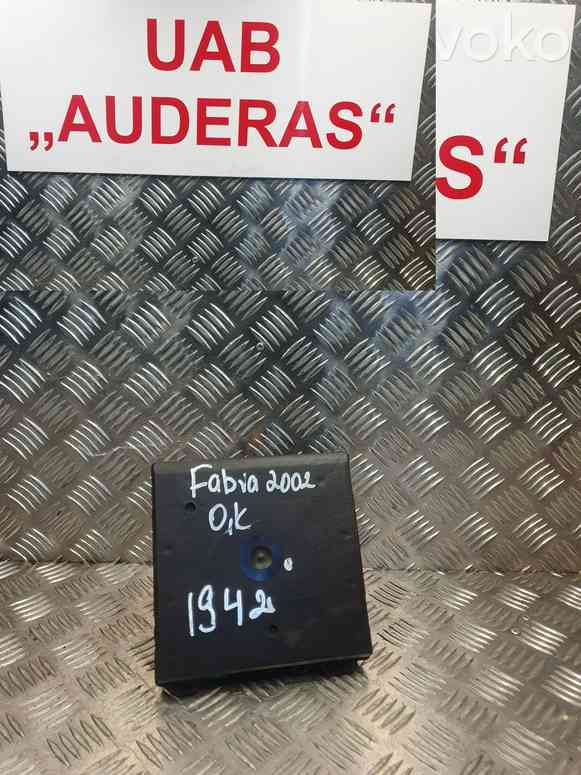 UAB
„AUDERAS“
voko
S“
Fabia 2002
O,K
1942